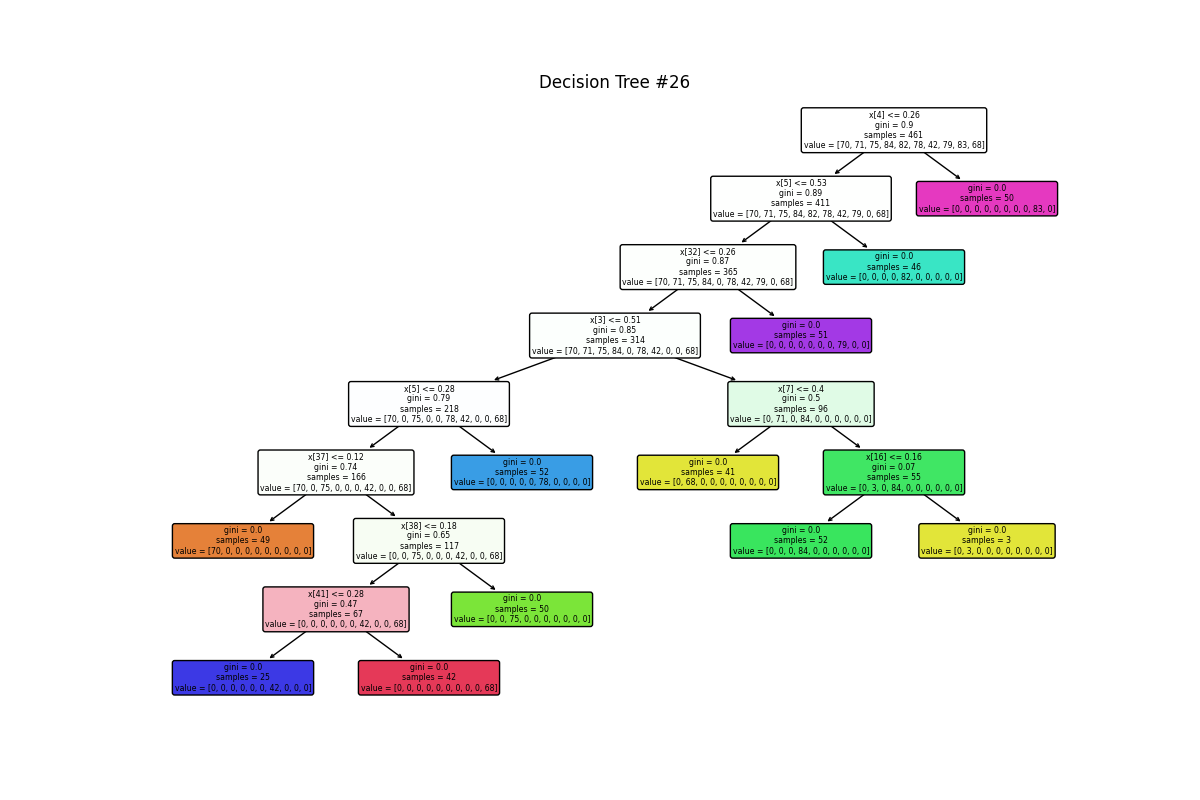 Decision Tree #26
x[4] <= 0.26
gini = 0.9
samples = 461
value = [70, 71, 75, 84, 82, 78, 42, 79, 83, 68]
x[5] <= 0.53
gini = 0.89
samples = 411
value = [70, 71, 75, 84, 82, 78, 42, 79, 0, 68]
gini = 0.0
samples = 50
value = [0, 0, 0, 0, 0, 0, 0, 0, 83, 0]
x[32] <= 0.26
gini = 0.87
samples = 365
value = [70, 71, 75, 84, 0, 78, 42, 79, 0, 68]
gini = 0.0
samples = 46
value = [0, 0, 0, 0, 82, 0, 0, 0, 0, 0]
x[3] <= 0.51
gini = 0.85
samples = 314
value = [70, 71, 75, 84, 0, 78, 42, 0, 0, 68]
gini = 0.0
samples = 51
value = [0, 0, 0, 0, 0, 0, 0, 79, 0, 0]
x[5] <= 0.28
gini = 0.79
samples = 218
value = [70, 0, 75, 0, 0, 78, 42, 0, 0, 68]
x[7] <= 0.4
gini = 0.5
samples = 96
value = [0, 71, 0, 84, 0, 0, 0, 0, 0, 0]
x[37] <= 0.12
gini = 0.74
samples = 166
value = [70, 0, 75, 0, 0, 0, 42, 0, 0, 68]
gini = 0.0
samples = 52
value = [0, 0, 0, 0, 0, 78, 0, 0, 0, 0]
gini = 0.0
samples = 41
value = [0, 68, 0, 0, 0, 0, 0, 0, 0, 0]
x[16] <= 0.16
gini = 0.07
samples = 55
value = [0, 3, 0, 84, 0, 0, 0, 0, 0, 0]
gini = 0.0
samples = 49
value = [70, 0, 0, 0, 0, 0, 0, 0, 0, 0]
x[38] <= 0.18
gini = 0.65
samples = 117
value = [0, 0, 75, 0, 0, 0, 42, 0, 0, 68]
gini = 0.0
samples = 52
value = [0, 0, 0, 84, 0, 0, 0, 0, 0, 0]
gini = 0.0
samples = 3
value = [0, 3, 0, 0, 0, 0, 0, 0, 0, 0]
x[41] <= 0.28
gini = 0.47
samples = 67
value = [0, 0, 0, 0, 0, 0, 42, 0, 0, 68]
gini = 0.0
samples = 50
value = [0, 0, 75, 0, 0, 0, 0, 0, 0, 0]
gini = 0.0
samples = 25
value = [0, 0, 0, 0, 0, 0, 42, 0, 0, 0]
gini = 0.0
samples = 42
value = [0, 0, 0, 0, 0, 0, 0, 0, 0, 68]